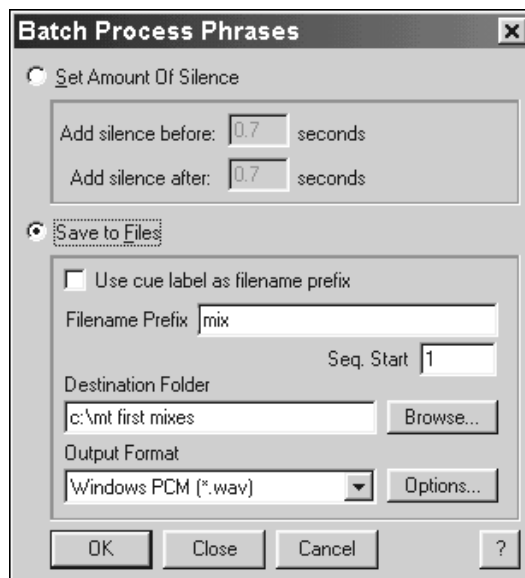 Batch Process Phrases
Set Amount Of Silence
Add silence before: 0.7 seconds
Add silence after: 0.7 seconds
Save to Files
Use cue label as filename prefix
Filename Prefix mix
Seq. Start 1
Destination Folder
c:\mt first mixes Browse...
Output Format
Windows PCM (*.wav) Options...
OK Close Cancel ?